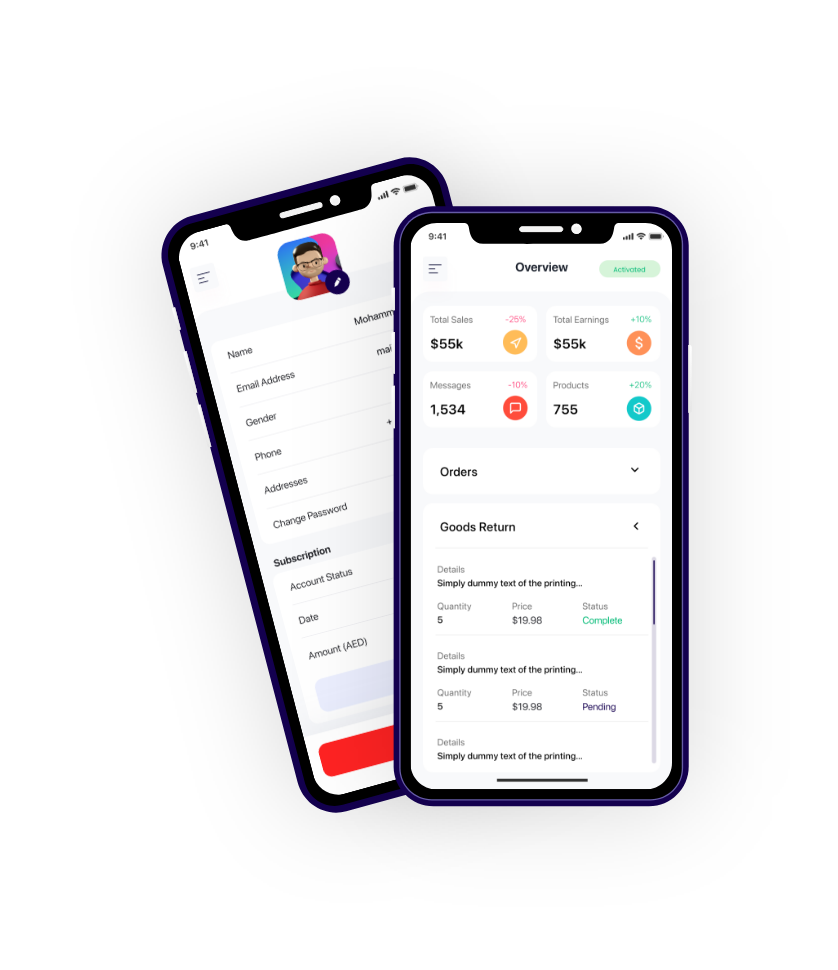 9:41
Name
Email Address
Gender
Phone
+
Addresses
Change Password
Subscription
Account Status
Date
Amount (AED)
9:41
Overview
Activated
Total Sales -25%
$55k
Total Earnings +10%
$55k
Messages -10%
1,534
Products +20%
755
Orders
Goods Return
Details
Simply dummy text of the printing...
Quantity Price Status
5 $19.98 Complete
Details
Simply dummy text of the printing...
Quantity Price Status
5 $19.98 Pending
Details
Simply dummy text of the printing...